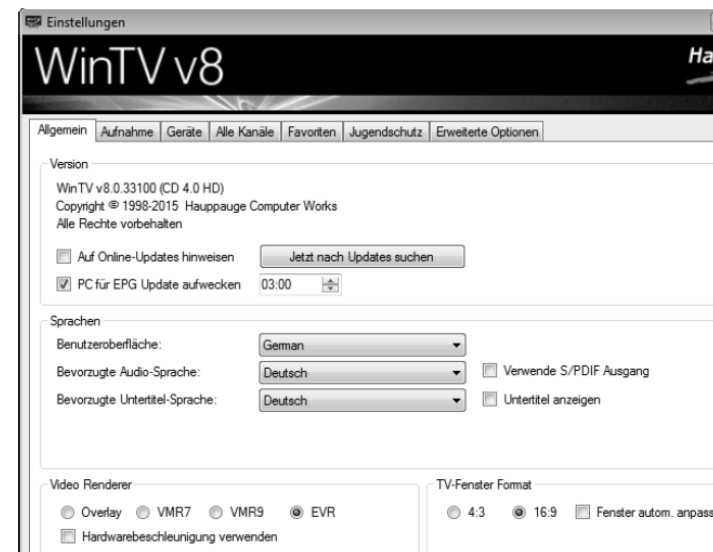 Einstellungen
WinTV v8
Allgemein Aufnahme Geräte Alle Kanäle Favoriten Jugendschutz Erweiterte Optionen
Version
WinTV v8.0.33100 (CD 4.0 HD)
Copyright © 1998-2015 Hauppauge Computer Works
Alle Rechte vorbehalten
Auf Online-Updates hinweisen Jetzt nach Updates suchen
PC für EPG Update aufwecken 03:00
Sprachen
Benutzeroberfläche: German
Bevorzugte Audio-Sprache: Deutsch Verwende S/PDIF Ausgang
Bevorzugte Untertitel-Sprache: Deutsch Untertitel anzeigen
Video Renderer TV-Fenster Format
Overlay VMR7 VMR9 EVR 4:3 16:9 Fenster autom. anpass
Hardwarebeschleunigung verwenden